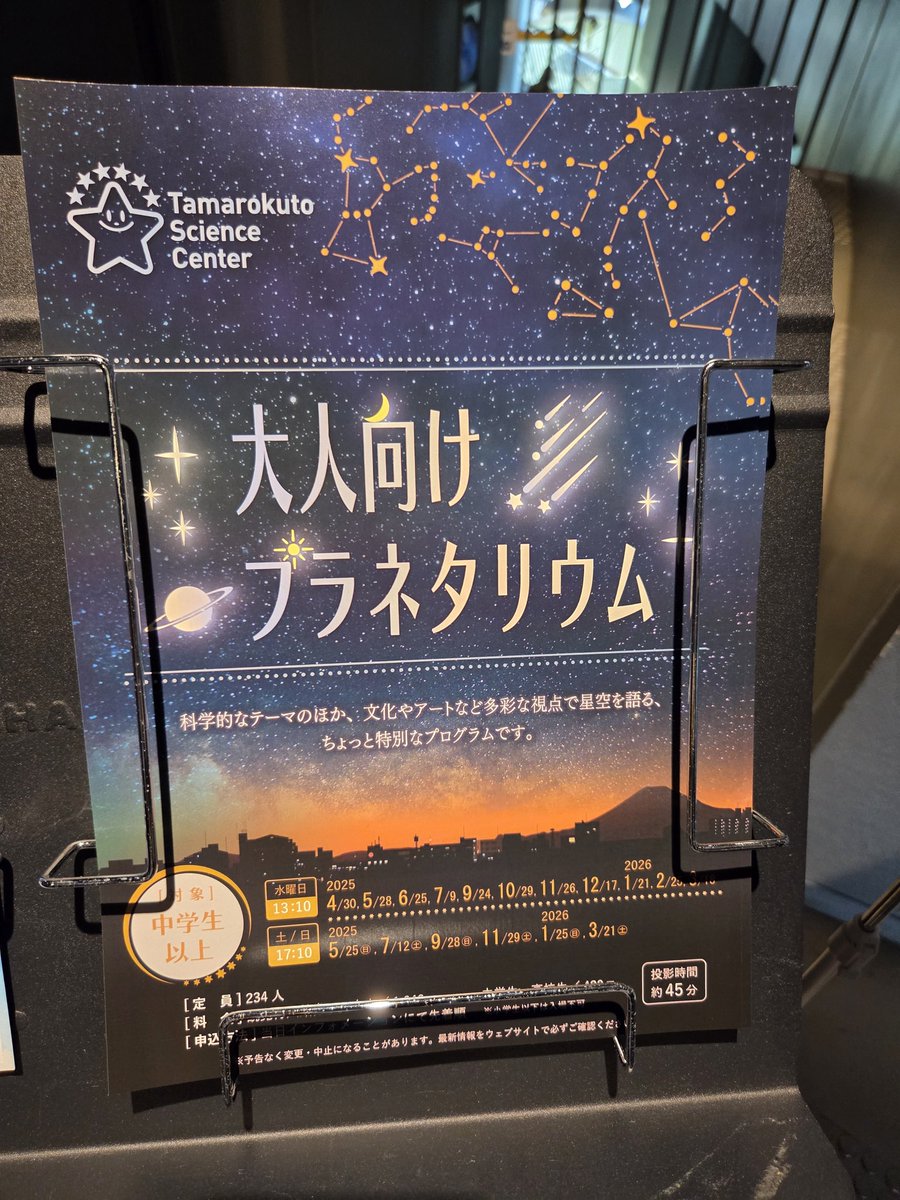 Tamarokuto
Science
Center
大人向け
プラネタリウム
科学的なテーマのほか、文化やアートなど多彩な視点で星空を語る、
ちょっと特別なプログラムです。
[対象]
中学生
以上
水曜日
13:10
2025
4/30, 5/28, 6/25, 7/9, 9/24, 10/29, 11/26, 12/17,
2026
1/21,
土/日
17:10
2025
5/25㊐, 7/12㊏, 9/28㊐, 11/29㊏,
2026
1/25㊐, 3/21㊏
[定 員] 234人
投影時間
約45分
※予告なく変更・中止になることがあります。最新情報をウェブサイトで必ずご確認くだ